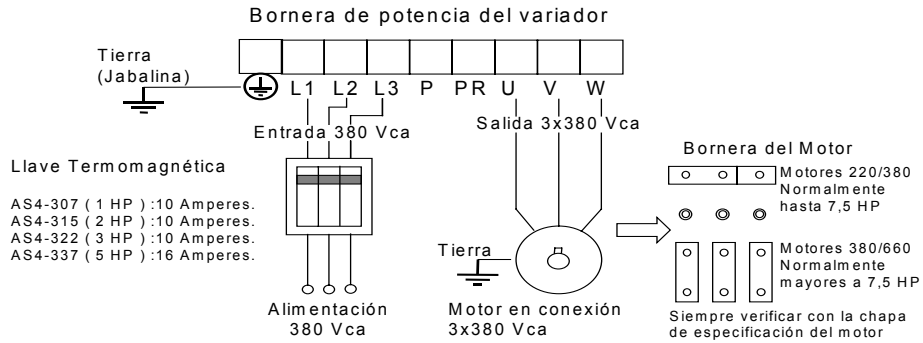 Bornera de potencia del variador
Tierra
(Jabalina)
L1 L2 L3 P PR U V W
Entrada 380 Vca
Salida 3x380 Vca
Llave Termomagnética
AS4-307 ( 1 HP ) :10 Amperes.
AS4-315 ( 2 HP ) :10 Amperes.
AS4-322 ( 3 HP ) :10 Amperes.
AS4-337 ( 5 HP ) :16 Amperes.
Alimentación
380 Vca
Tierra
Motor en conexión
3x380 Vca
Bornera del Motor
Motores 220/380
Normalmente
hasta 7,5 HP
Motores 380/660
Normalmente
mayores a 7,5 HP
Siempre verificar con la chapa
de especificación del motor